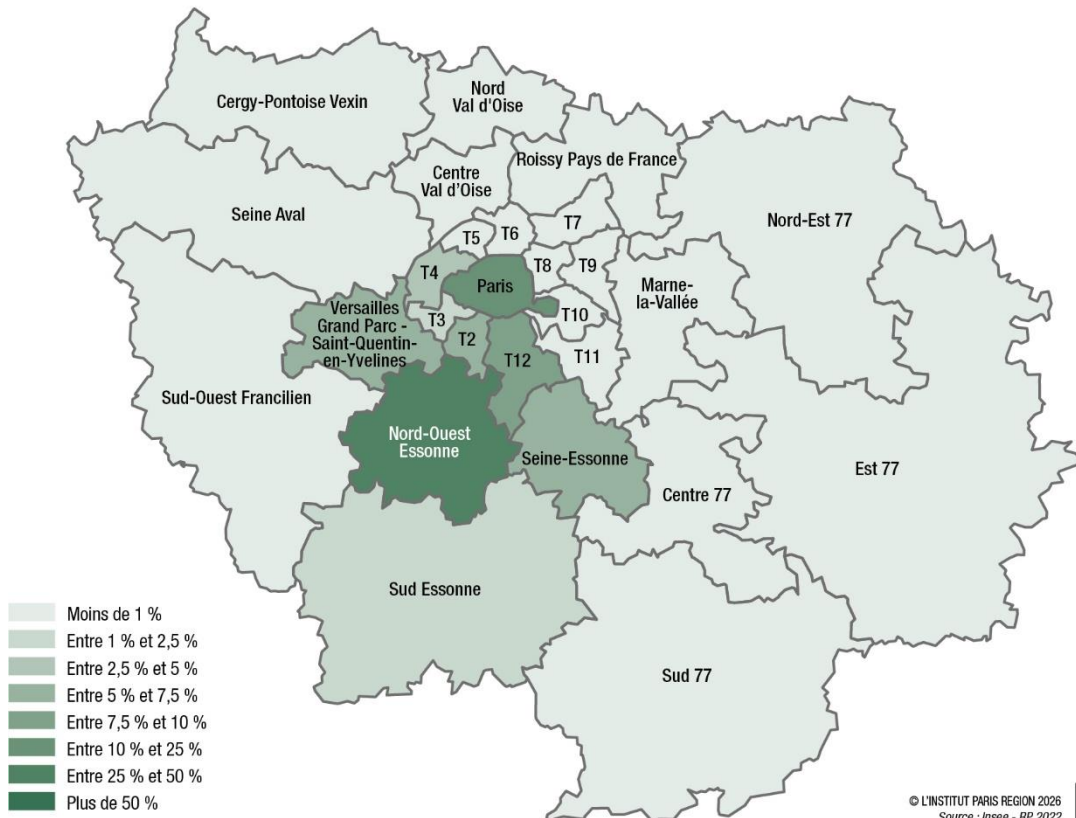 Cergy-Pontoise Vexin
Nord
Val d'Oise
Roissy Pays de France
Centre
Val d'Oise
Seine Aval
Nord-Est 77
T7
T5
T6
T4
T8
T9
Paris
Marne-
la-Vallée
Versailles
Grand Parc -
Saint-Quentin-
en-Yvelines
T3
T10
T2
T12
T11
Sud-Ouest Francilien
Nord-Ouest
Essonne
Seine-Essonne
Est 77
Centre 77
Sud Essonne
Sud 77
Moins de 1 %
Entre 1 % et 2,5 %
Entre 2,5 % et 5 %
Entre 5 % et 7,5 %
Entre 7,5 % et 10 %
Entre 10 % et 25 %
Entre 25 % et 50 %
Plus de 50 %
© L'INSTITUT PARIS REGION 2026
Source : Insee - RP 2022